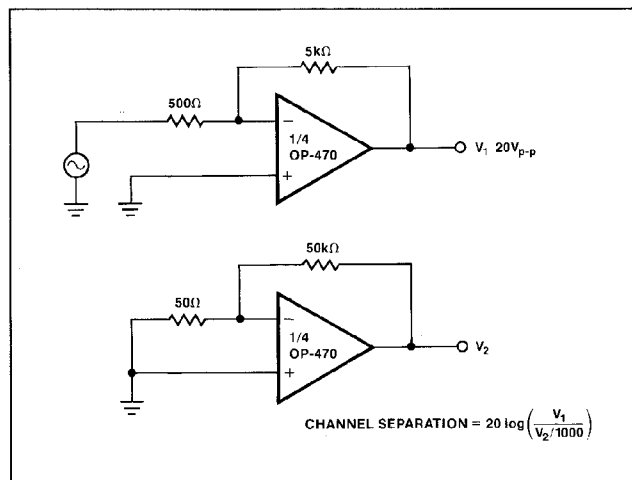 5kΩ
500Ω
−
1/4
OP-470
+
V₁ 20Vp-p
50kΩ
50Ω
−
1/4
OP-470
+
V₂
CHANNEL SEPARATION = 20 log(V₁ / V₂/1000)